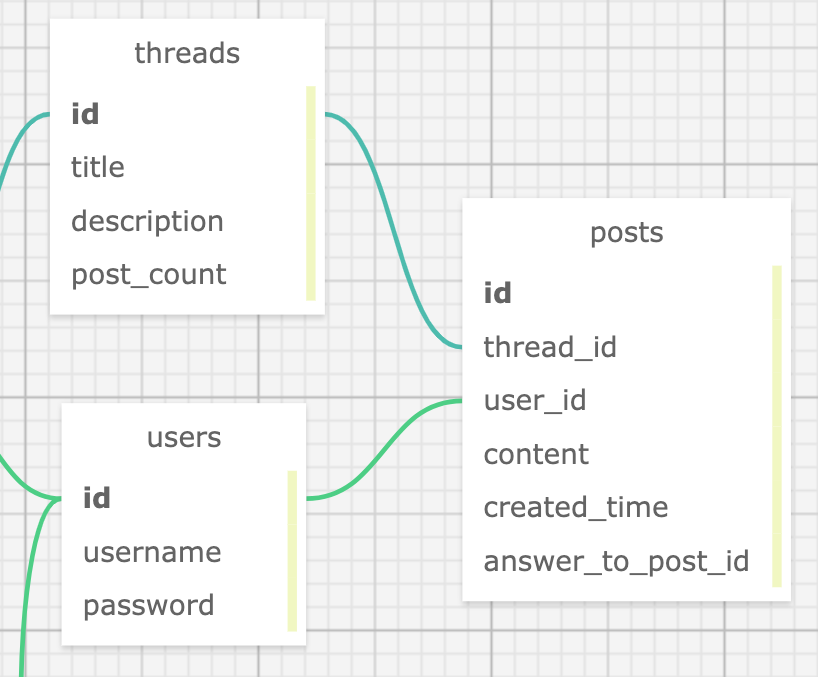 threads
id
title
description
post_count
posts
id
thread_id
user_id
content
created_time
answer_to_post_id
users
id
username
password